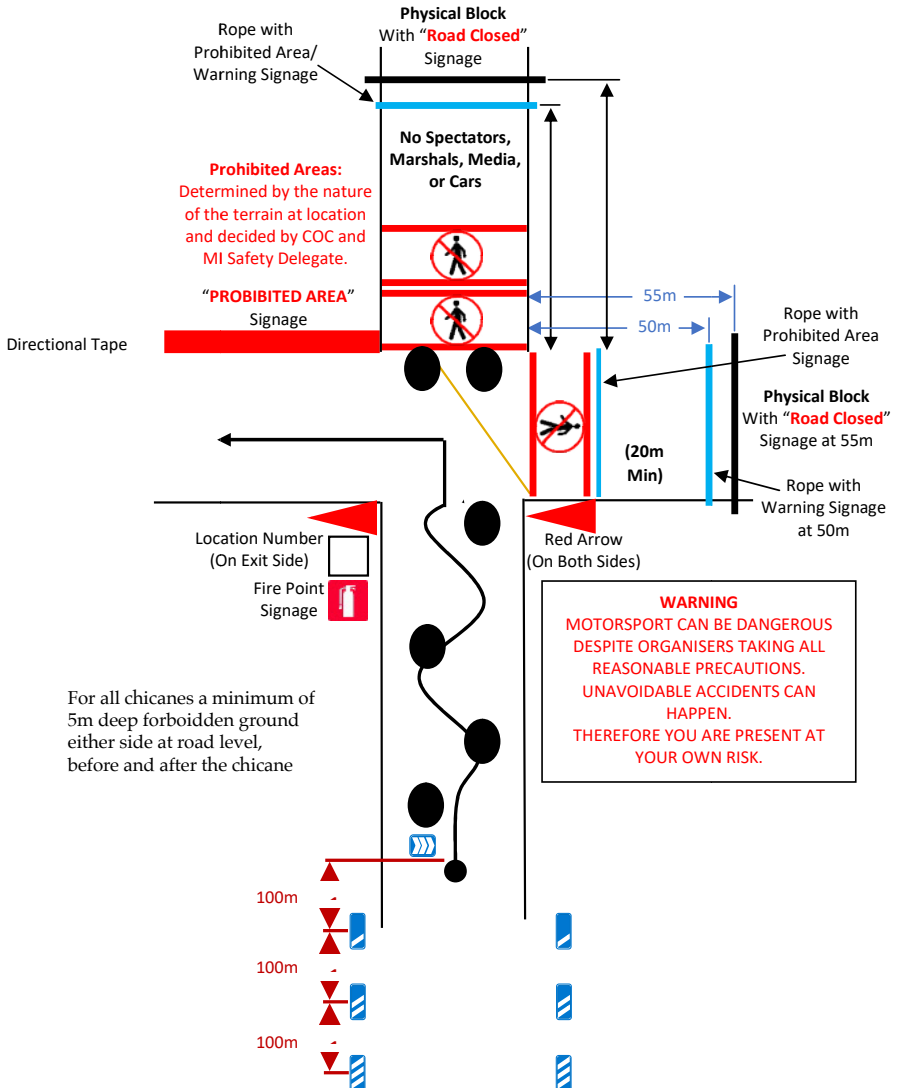 Physical Block
With “Road Closed”
Signage
Rope with
Prohibited Area/
Warning Signage
No Spectators,
Marshals, Media,
or Cars
Prohibited Areas:
Determined by the nature
of the terrain at location
and decided by COC and
MI Safety Delegate.
“PROBIBITED AREA”
Signage
Directional Tape
55m
50m
Rope with
Prohibited Area
Signage
Physical Block
With “Road Closed”
Signage at 55m
(20m
Min)
Rope with
Warning Signage
at 50m
Location Number
(On Exit Side)
Fire Point
Signage
Red Arrow
(On Both Sides)
WARNING
MOTORSPORT CAN BE DANGEROUS
DESPITE ORGANISERS TAKING ALL
REASONABLE PRECAUTIONS.
UNAVOIDABLE ACCIDENTS CAN
HAPPEN.
THEREFORE YOU ARE PRESENT AT
YOUR OWN RISK.
For all chicanes a minimum of
5m deep forboidden ground
either side at road level,
before and after the chicane
100m
100m
100m